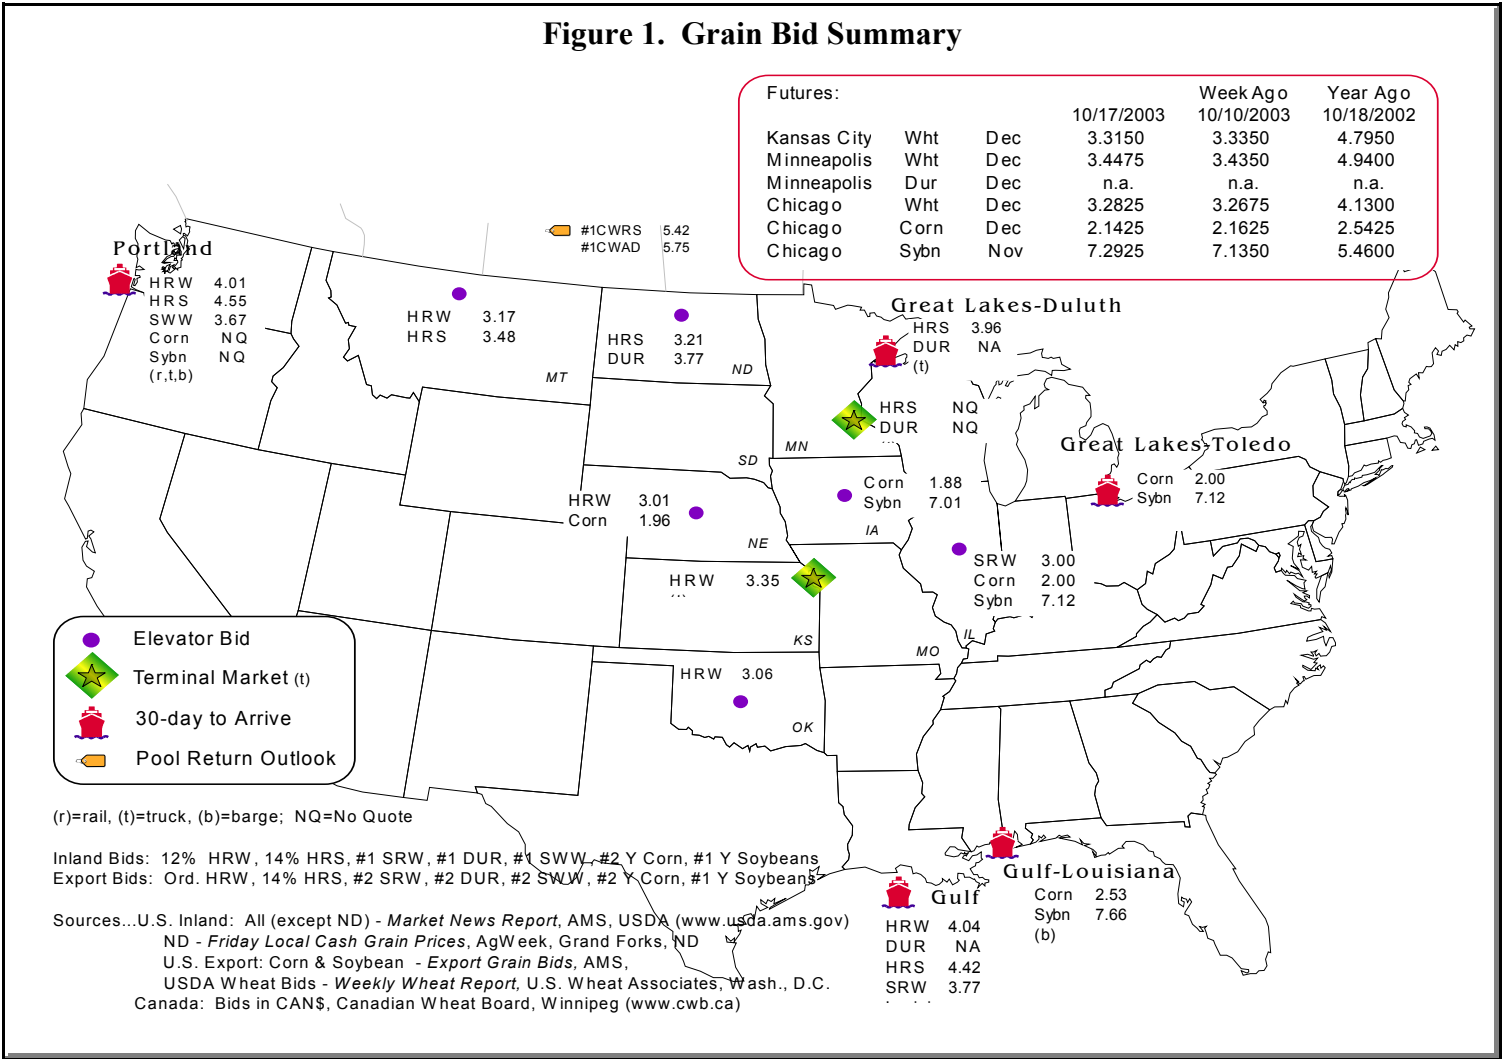 Figure 1. Grain Bid Summary
Futures: Week Ago Year Ago
10/17/2003 10/10/2003 10/18/2002
Kansas City Wht Dec 3.3150 3.3350 4.7950
Minneapolis Wht Dec 3.4475 3.4350 4.9400
Minneapolis Dur Dec n.a. n.a. n.a.
Chicago Wht Dec 3.2825 3.2675 4.1300
Chicago Corn Dec 2.1425 2.1625 2.5425
Chicago Sybn Nov 7.2925 7.1350 5.4600
#1CWRS 5.42
#1CWAD 5.75
Portland
HRW 4.01
HRS 4.55
SWW 3.67
Corn NQ
Sybn NQ
(r,t,b)
HRW 3.17
HRS 3.48
MT
HRS 3.21
DUR 3.77
ND
Great Lakes-Duluth
HRS 3.96
DUR NA
(t)
HRS NQ
DUR NQ
MN
SD
Great Lakes-Toledo
Corn 2.00
Sybn 7.12
HRW 3.01
Corn 1.96
NE
Corn 1.88
Sybn 7.01
IA
SRW 3.00
Corn 2.00
Sybn 7.12
IL
HRW 3.35
KS
MO
HRW 3.06
OK
Elevator Bid
Terminal Market (t)
30-day to Arrive
Pool Return Outlook
Gulf-Louisiana
Corn 2.53
Sybn 7.66
(b)
Gulf
HRW 4.04
DUR NA
HRS 4.42
SRW 3.77
(r)=rail, (t)=truck, (b)=barge; NQ=No Quote
Inland Bids: 12% HRW, 14% HRS, #1 SRW, #1 DUR, #1 SWW, #2 Y Corn, #1 Y Soybeans
Export Bids: Ord. HRW, 14% HRS, #2 SRW, #2 DUR, #2 SWW, #2 Y Corn, #1 Y Soybeans
Sources...U.S. Inland: All (except ND) - Market News Report, AMS, USDA (www.usda.ams.gov)
ND - Friday Local Cash Grain Prices, AgWeek, Grand Forks, ND
U.S. Export: Corn & Soybean - Export Grain Bids, AMS,
USDA Wheat Bids - Weekly Wheat Report, U.S. Wheat Associates, Wash., D.C.
Canada: Bids in CAN$, Canadian Wheat Board, Winnipeg (www.cwb.ca)